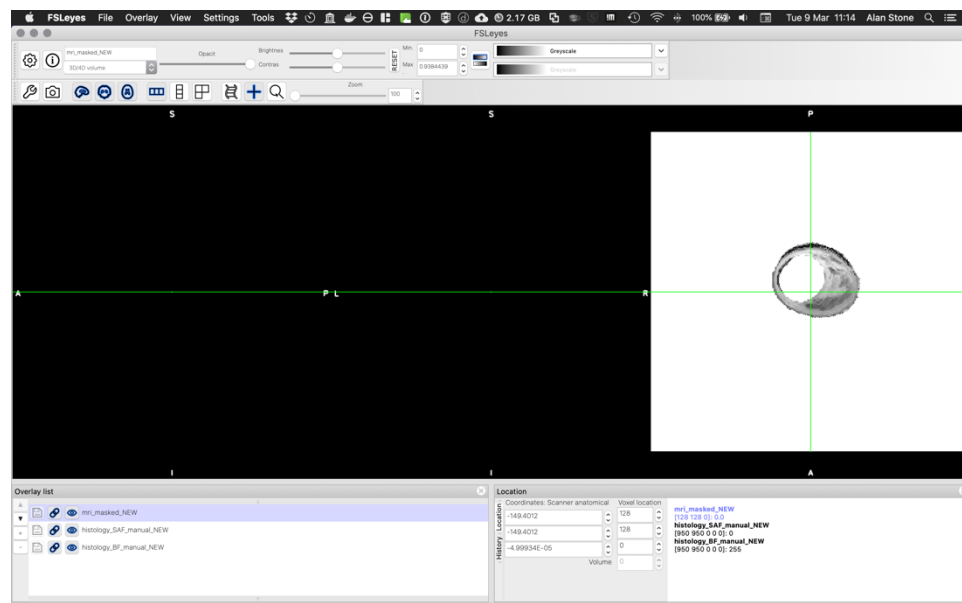 FSLeyes File Overlay View Settings Tools 2.17 GB 100% Tue 9 Mar 11:14 Alan Stone
FSLeyes
mri_masked_NEW
3D/4D volume
Opacit
Brightnes
Contras
RESET
Min. 0
Max 0.9394439
Greyscale
Greyscale
Zoom
100
S S P
A P L R
I I A
Overlay list
mri_masked_NEW
histology_SAF_manual_NEW
histology_BF_manual_NEW
Location
History Location
Coordinates: Scanner anatomical Voxel location
-149.4012 128
-149.4012 128
-4.99934E-05 0
Volume 0
mri_masked_NEW
[128 128 0]: 0.0
histology_SAF_manual_NEW
[950 950 0 0 0]: 0
histology_BF_manual_NEW
[950 950 0 0 0]: 255